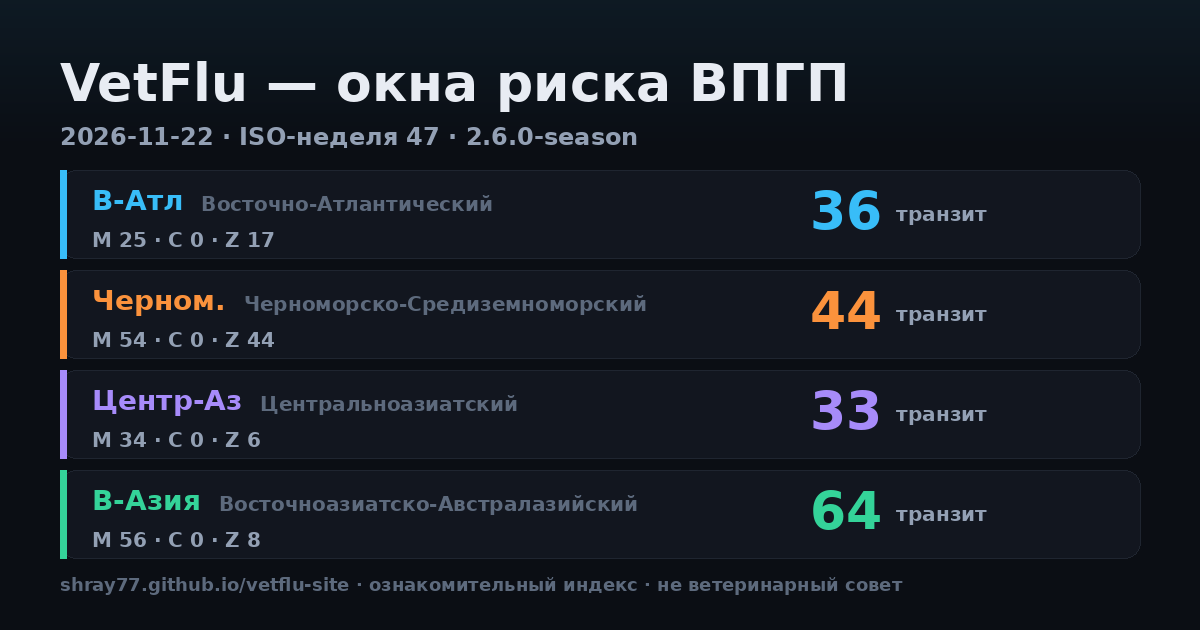 VetFlu — окна риска ВПГП
2026-11-22 · ISO-неделя 47 · 2.6.0-season
В-Атл Восточно-Атлантический
36 транзит
M 25 · C 0 · Z 17
Черном. Черноморско-Средиземноморский
44 транзит
M 54 · C 0 · Z 44
Центр-Аз Центральноазиатский
33 транзит
M 34 · C 0 · Z 6
В-Азия Восточноазиатско-Австралазийский
64 транзит
M 56 · C 0 · Z 8
shray77.github.io/vetflu-site · ознакомительный индекс · не ветеринарный совет